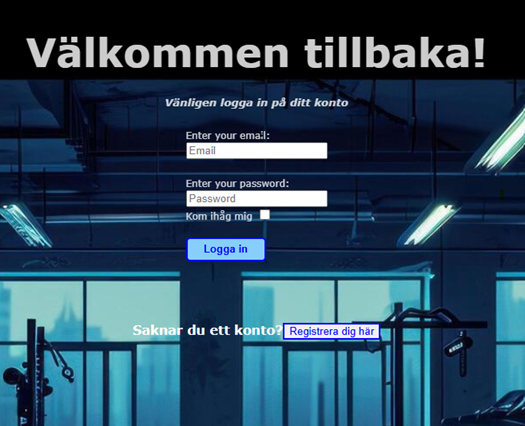 Välkommen tillbaka!
Vänligen logga in på ditt konto
Enter your email:
Email
Enter your password:
Password
Kom ihåg mig
Logga in
Saknar du ett konto? Registrera dig här